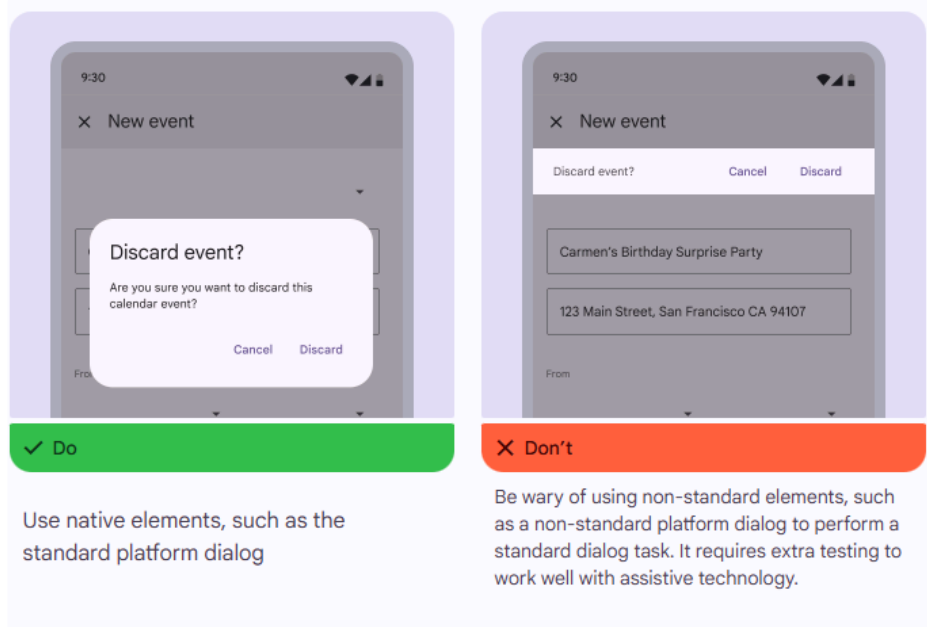 9:30
New event
Discard event?
Are you sure you want to discard this
calendar event?
Cancel Discard
From
Do
Use native elements, such as the
standard platform dialog
9:30
New event
Discard event? Cancel Discard
Carmen's Birthday Surprise Party
123 Main Street, San Francisco CA 94107
From
Don't
Be wary of using non-standard elements, such
as a non-standard platform dialog to perform a
standard dialog task. It requires extra testing to
work well with assistive technology.